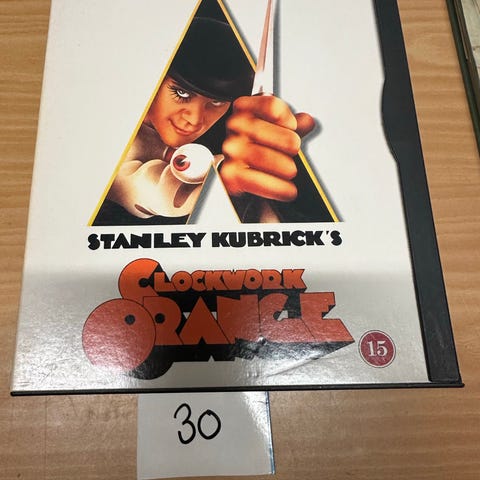 STANLEY KUBRICK'S
CLOCKWORK
ORANGE
15
30